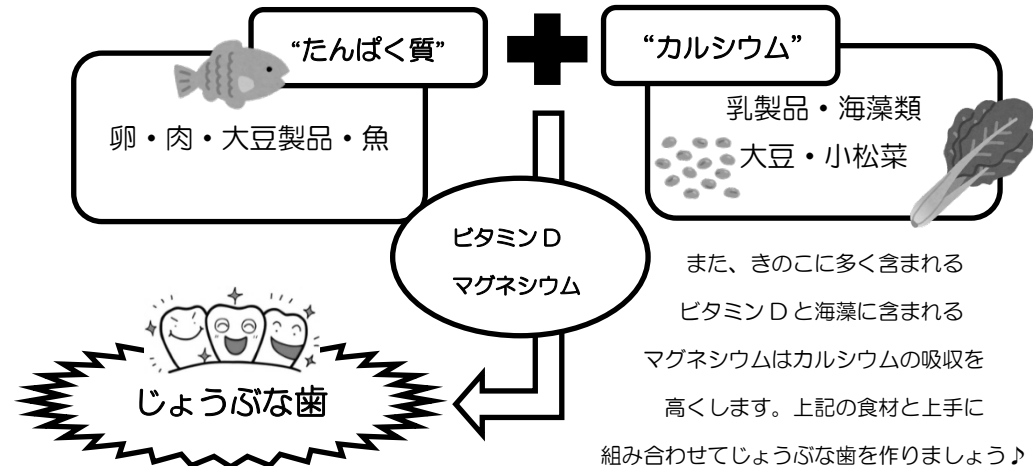 “たんぱく質”
卵・肉・大豆製品・魚
“カルシウム”
乳製品・海藻類
大豆・小松菜
ビタミンD
マグネシウム
じょうぶな歯
また、きのこに多く含まれる
ビタミンDと海藻に含まれる
マグネシウムはカルシウムの吸収を
高くします。上記の食材と上手に
組み合わせてじょうぶな歯を作りましょう♪